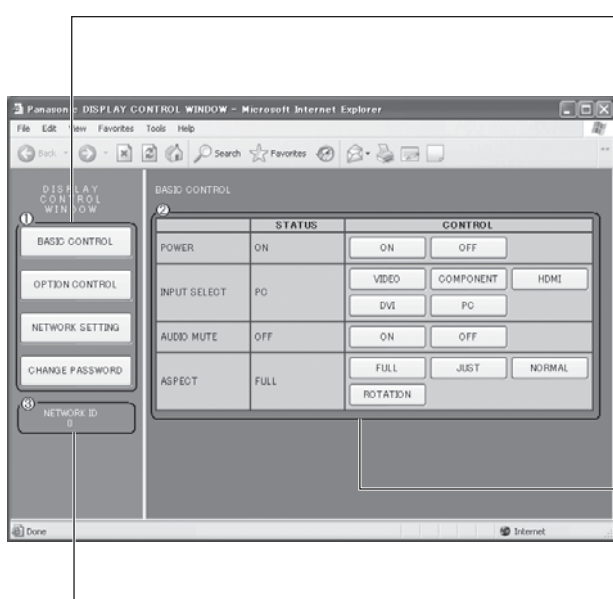 Panasonic DISPLAY CONTROL WINDOW - Microsoft Internet Explorer
File Edit View Favorites Tools Help
Back Search Favorites
DISPLAY
CONTROL
WINDOW
①
BASIC CONTROL
OPTION CONTROL
NETWORK SETTING
CHANGE PASSWORD
③
NETWORK ID
0
BASIC CONTROL
②
STATUS CONTROL
POWER ON ON OFF
INPUT SELECT PC VIDEO COMPONENT HDMI
DVI PC
AUDIO MUTE OFF ON OFF
ASPECT FULL FULL JUST NORMAL
ROTATION
Done Internet